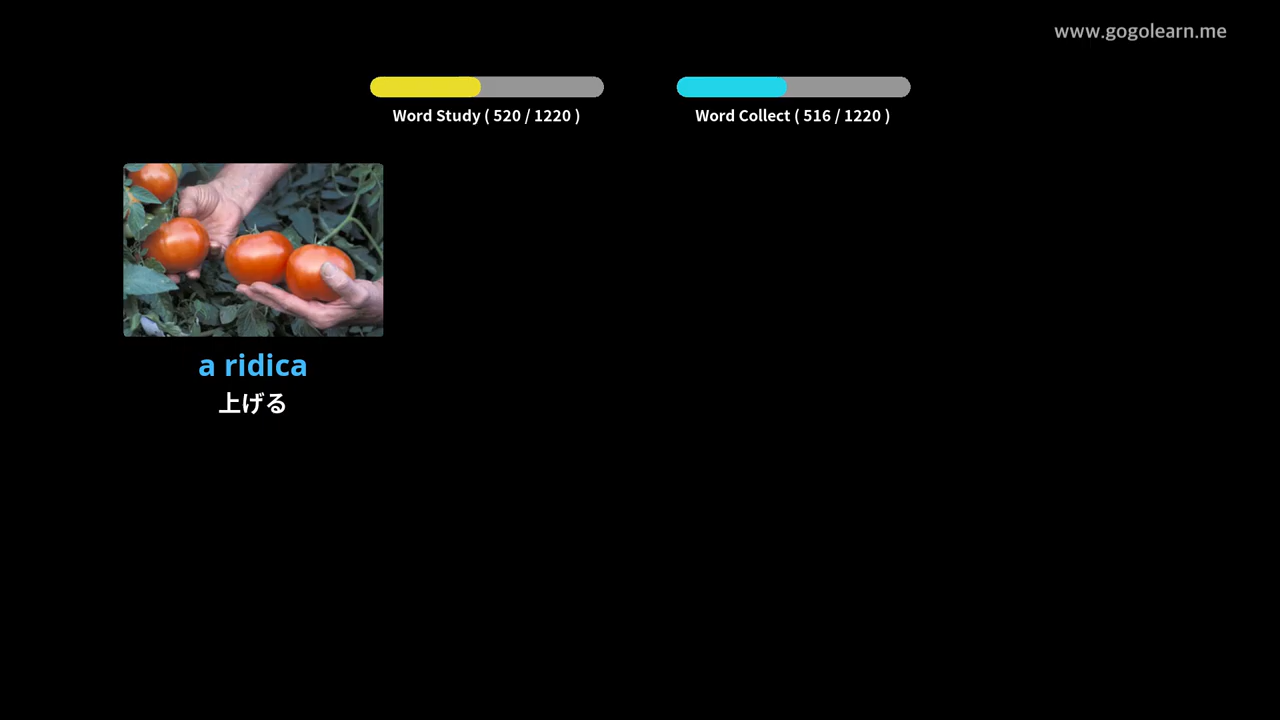 www.gogolearn.me
Word Study ( 520 / 1220 )
Word Collect ( 516 / 1220 )
a ridica
上げる